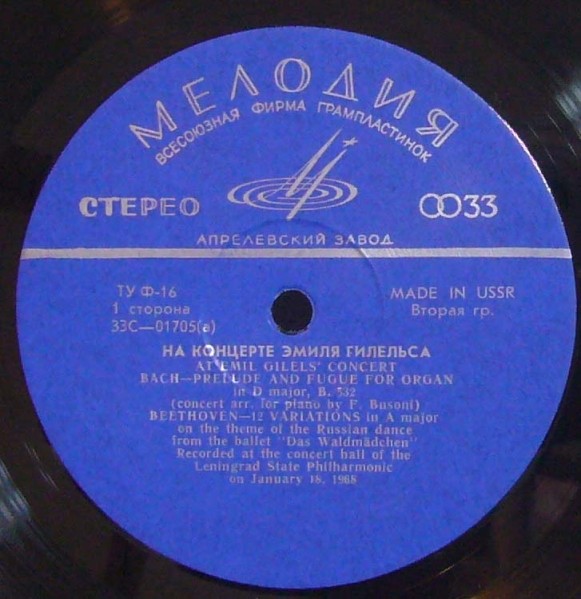 МЕЛОДИЯ
ВСЕСОЮЗНАЯ ФИРМА ГРАМПЛАСТИНОК
СТЕРЕО
33
АПРЕЛЕВСКИЙ ЗАВОД
ТУ Ф-16
MADE IN USSR
1 сторона
Вторая гр.
33С—01705(а)
НА КОНЦЕРТЕ ЭМИЛЯ ГИЛЕЛЬСА
AT EMIL GILELS' CONCERT
BACH—PRELUDE AND FUGUE FOR ORGAN
in D major, B. 532
(concert arr. for piano by F. Busoni)
BEETHOVEN—12 VARIATIONS in A major
on the theme of the Russian dance
from the ballet "Das Waldmädchen"
Recorded at the concert hall of the
Leningrad State Philharmonic
on January 18, 1968